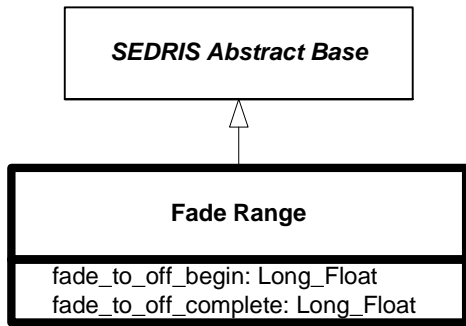 SEDRIS Abstract Base
Fade Range
fade_to_off_begin: Long_Float
fade_to_off_complete: Long_Float